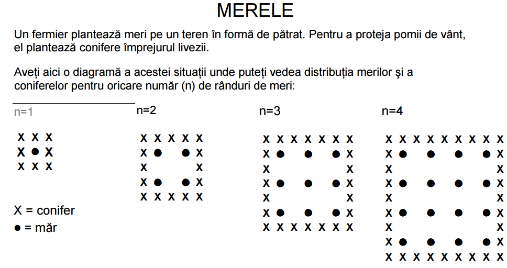 MERELE
Un fermier plantează meri pe un teren în formă de pătrat. Pentru a proteja pomii de vânt,
el plantează conifere împrejurul livezii.
Aveți aici o diagramă a acestei situații unde puteți vedea distribuția merilor și a
coniferelor pentru oricare număr (n) de rânduri de meri:
n=1 n=2 n=3 n=4
X = conifer
● = măr